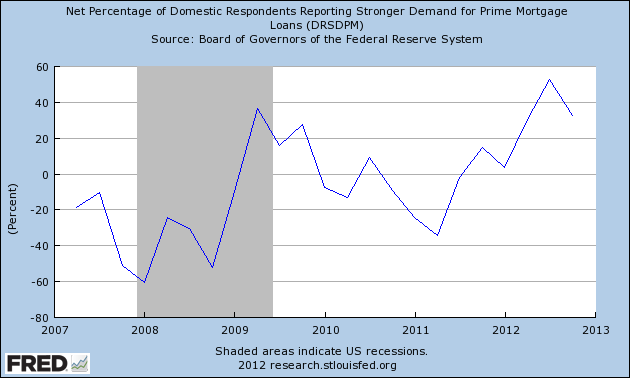 Net Percentage of Domestic Respondents Reporting Stronger Demand for Prime Mortgage
Loans (DRSDPM)
Source: Board of Governors of the Federal Reserve System
60
40
20
0
-20
-40
-60
-80
(Percent)
2007 2008 2009 2010 2011 2012 2013
Shaded areas indicate US recessions.
2012 research.stlouisfed.org
FRED